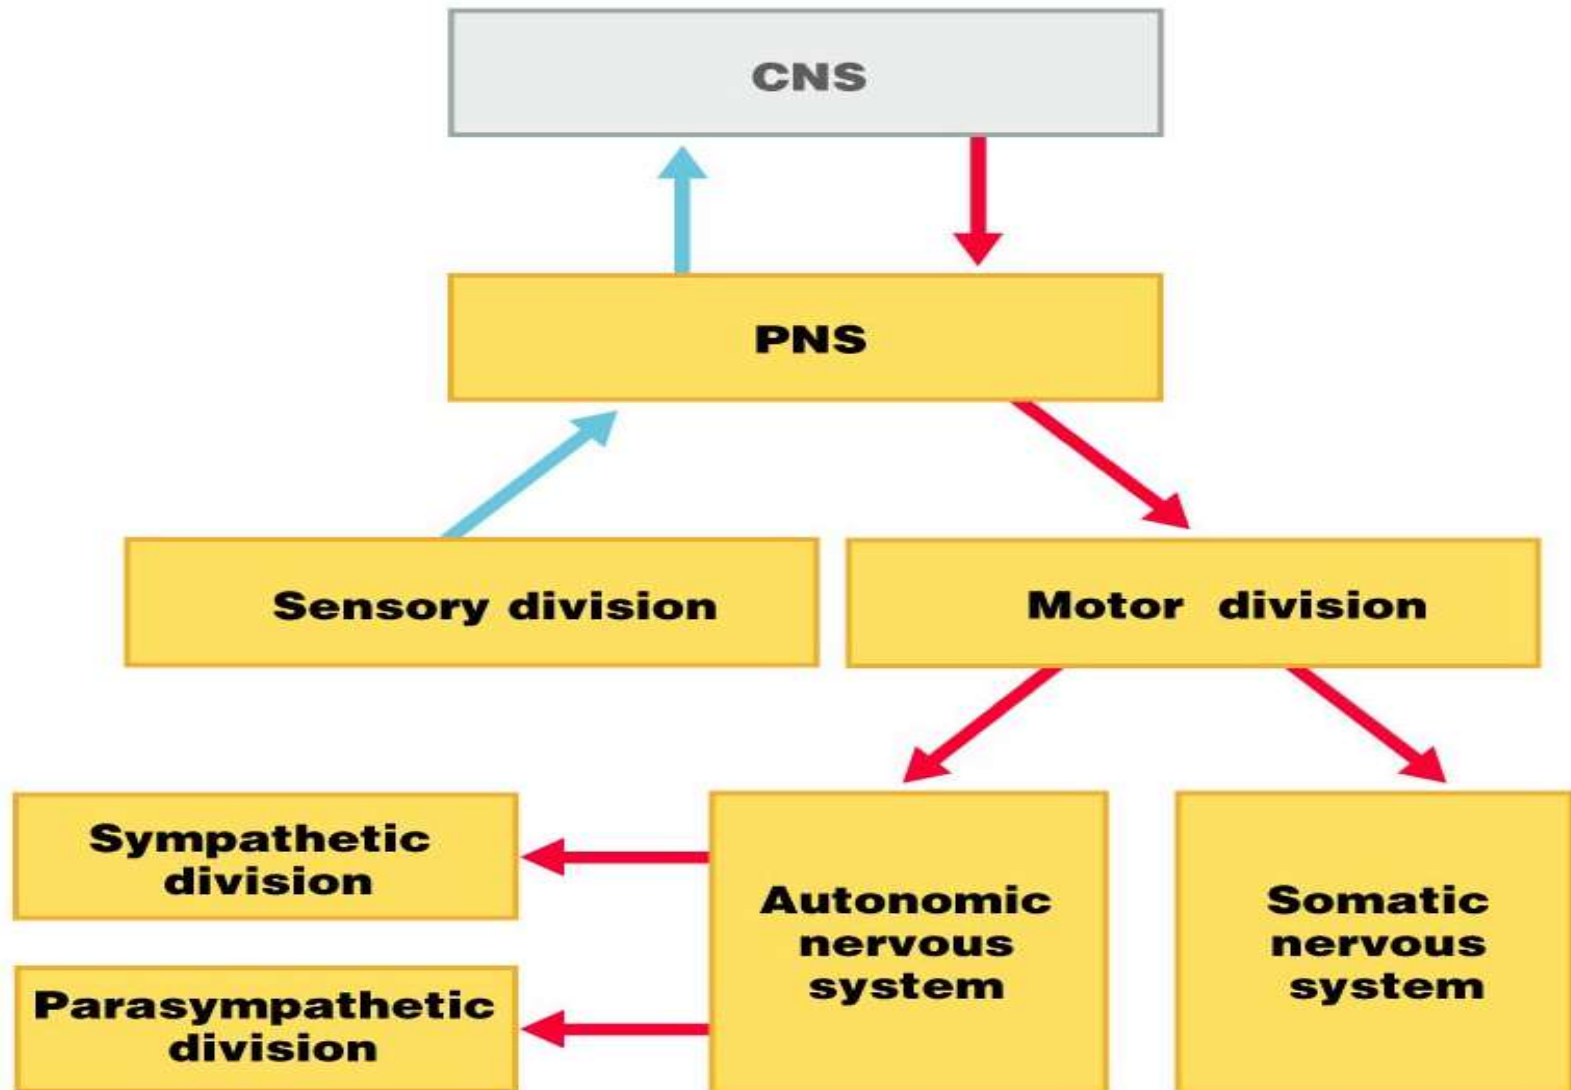 CNS
PNS
Sensory division
Motor division
Sympathetic
division
Parasympathetic
division
Autonomic
nervous
system
Somatic
nervous
system